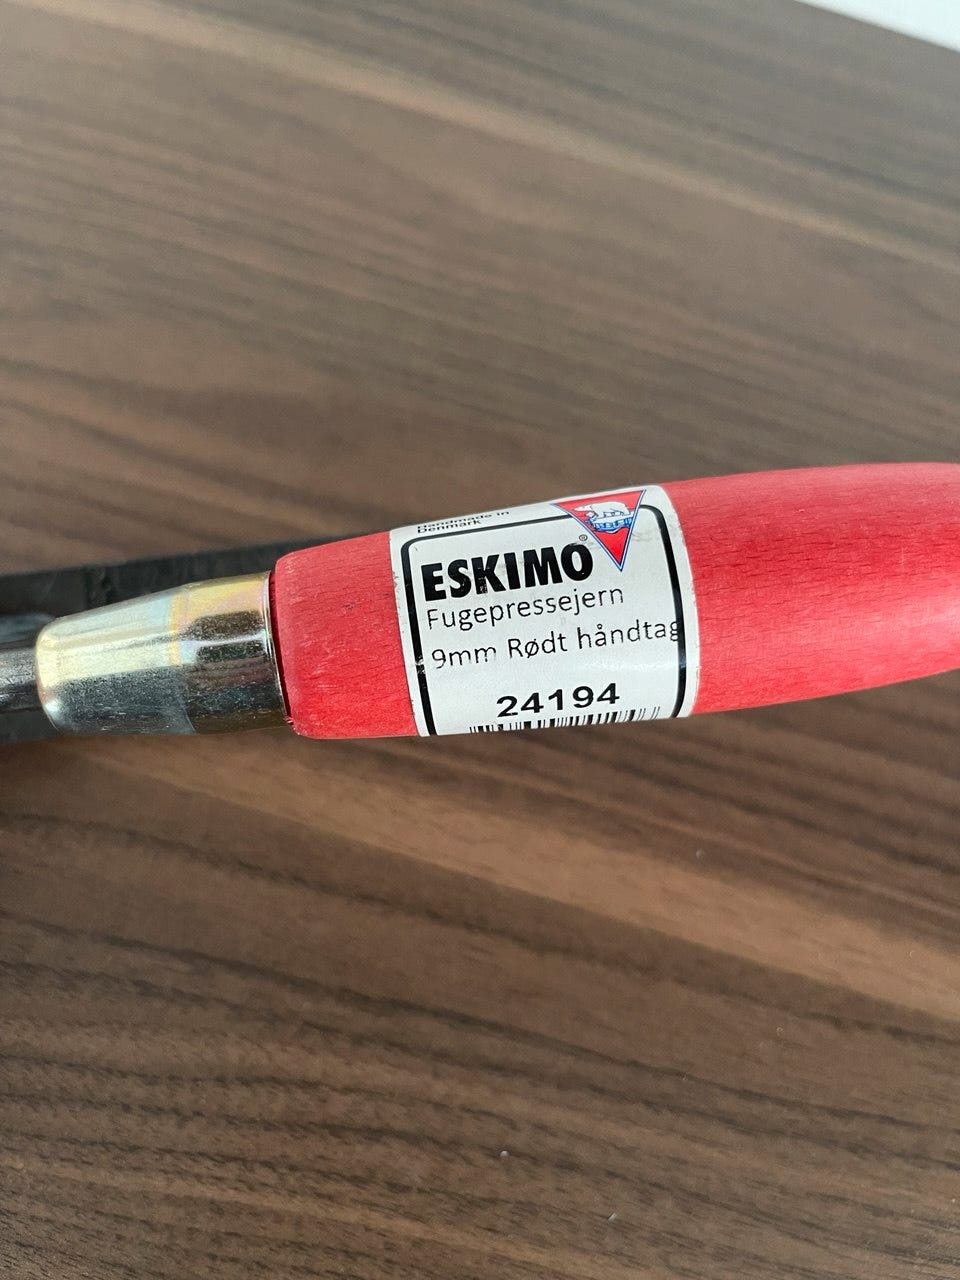 Handmade in
Denmark
ESKIMO®
Fugepressejern
9mm Rødt håndtag
24194